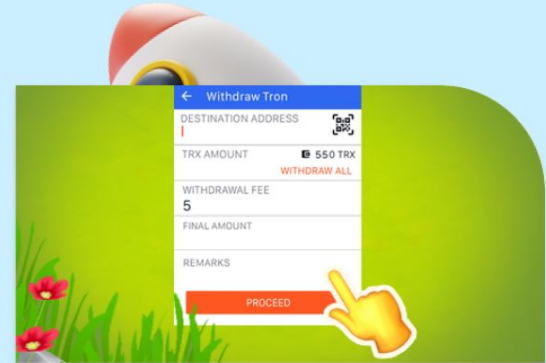 ← Withdraw Tron
DESTINATION ADDRESS
TRX AMOUNT 550 TRX
WITHDRAW ALL
WITHDRAWAL FEE
5
FINAL AMOUNT
REMARKS
PROCEED